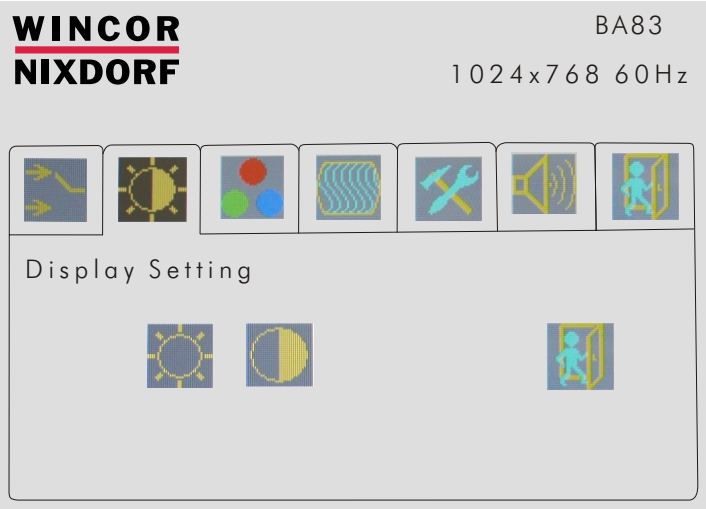 WINCOR
NIXDORF
BA83
1024x768 60Hz
Display Setting